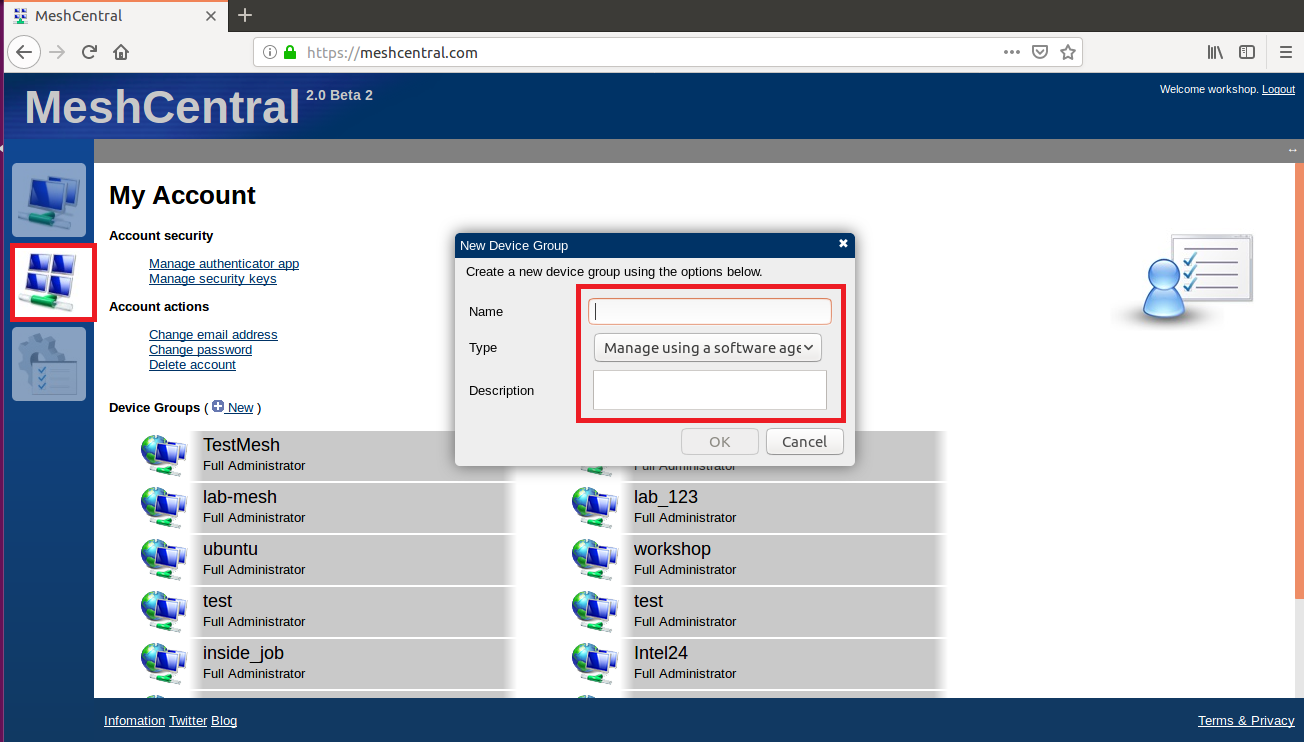 MeshCentral
https://meshcentral.com
MeshCentral 2.0 Beta 2
Welcome workshop. Logout
My Account
Account security
Manage authenticator app
Manage security keys
Account actions
Change email address
Change password
Delete account
Device Groups ( New )
New Device Group
Create a new device group using the options below.
Name
Type
Manage using a software age
Description
OK
Cancel
TestMesh
Full Administrator
Full Administrator
lab-mesh
Full Administrator
lab_123
Full Administrator
ubuntu
Full Administrator
workshop
Full Administrator
test
Full Administrator
test
Full Administrator
inside_job
Full Administrator
Intel24
Full Administrator
Infomation Twitter Blog
Terms & Privacy